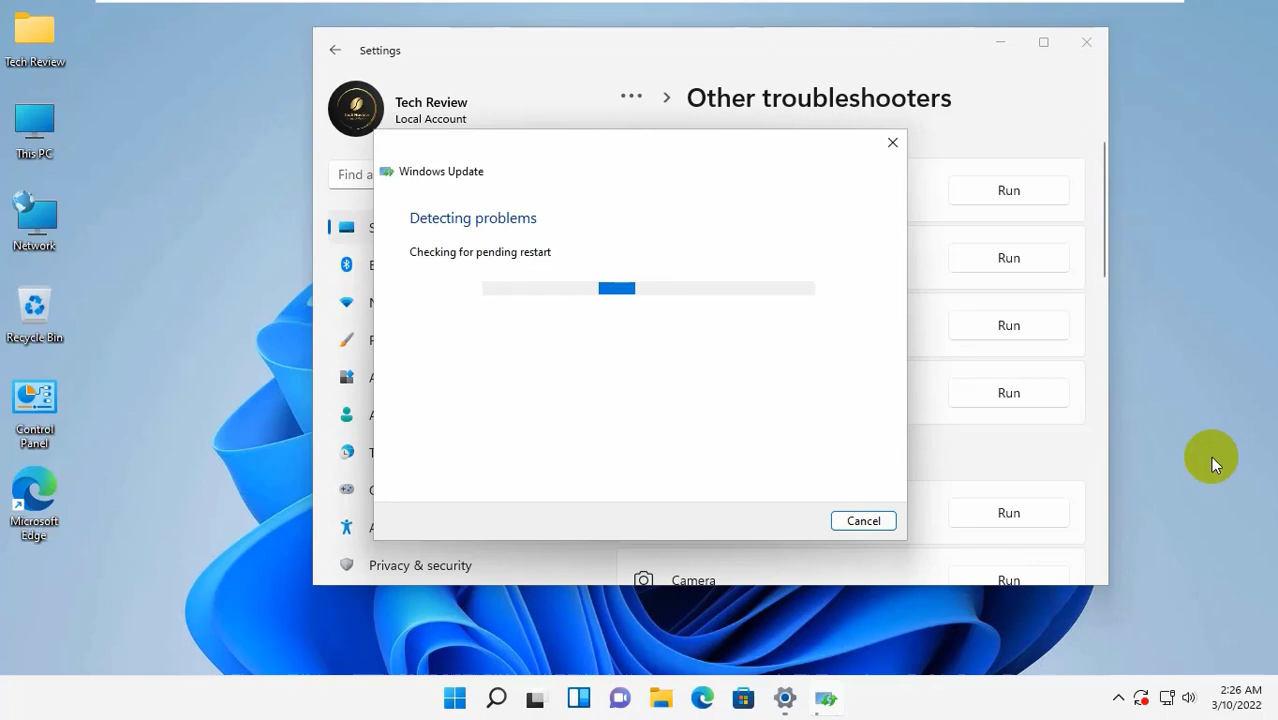 Tech Review
This PC
Network
Recycle Bin
Control
Panel
Microsoft
Edge
Settings
Tech Review
Local Account
Find a
Other troubleshooters
Run
Run
Run
Run
Run
Camera
Run
Privacy & security
Windows Update
Detecting problems
Checking for pending restart
Cancel
2:26 AM
3/10/2022